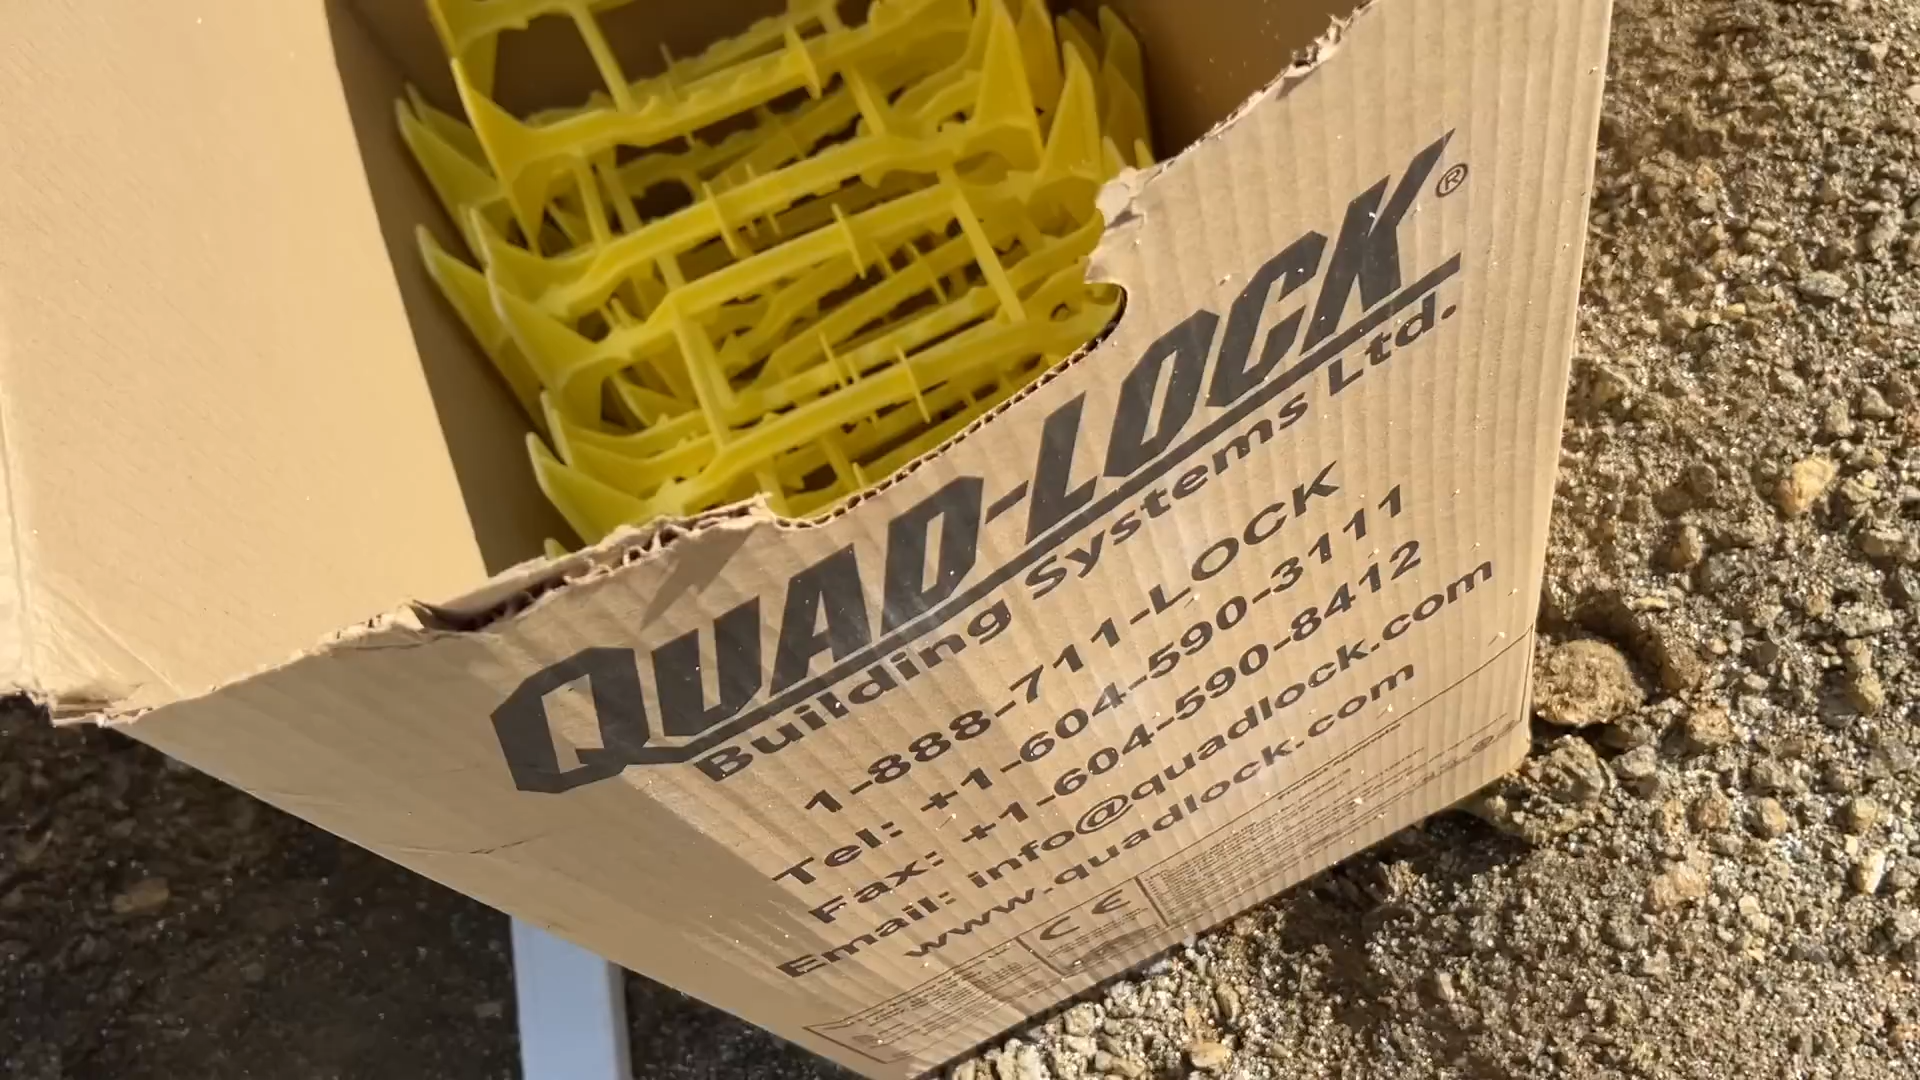 QUAD-LOCK®
Building Systems Ltd.
1-888-711-LOCK
Tel: +1-604-590-3111
Fax: +1-604-590-8412
Email: info@quadlock.com
www.quadlock.com
CE